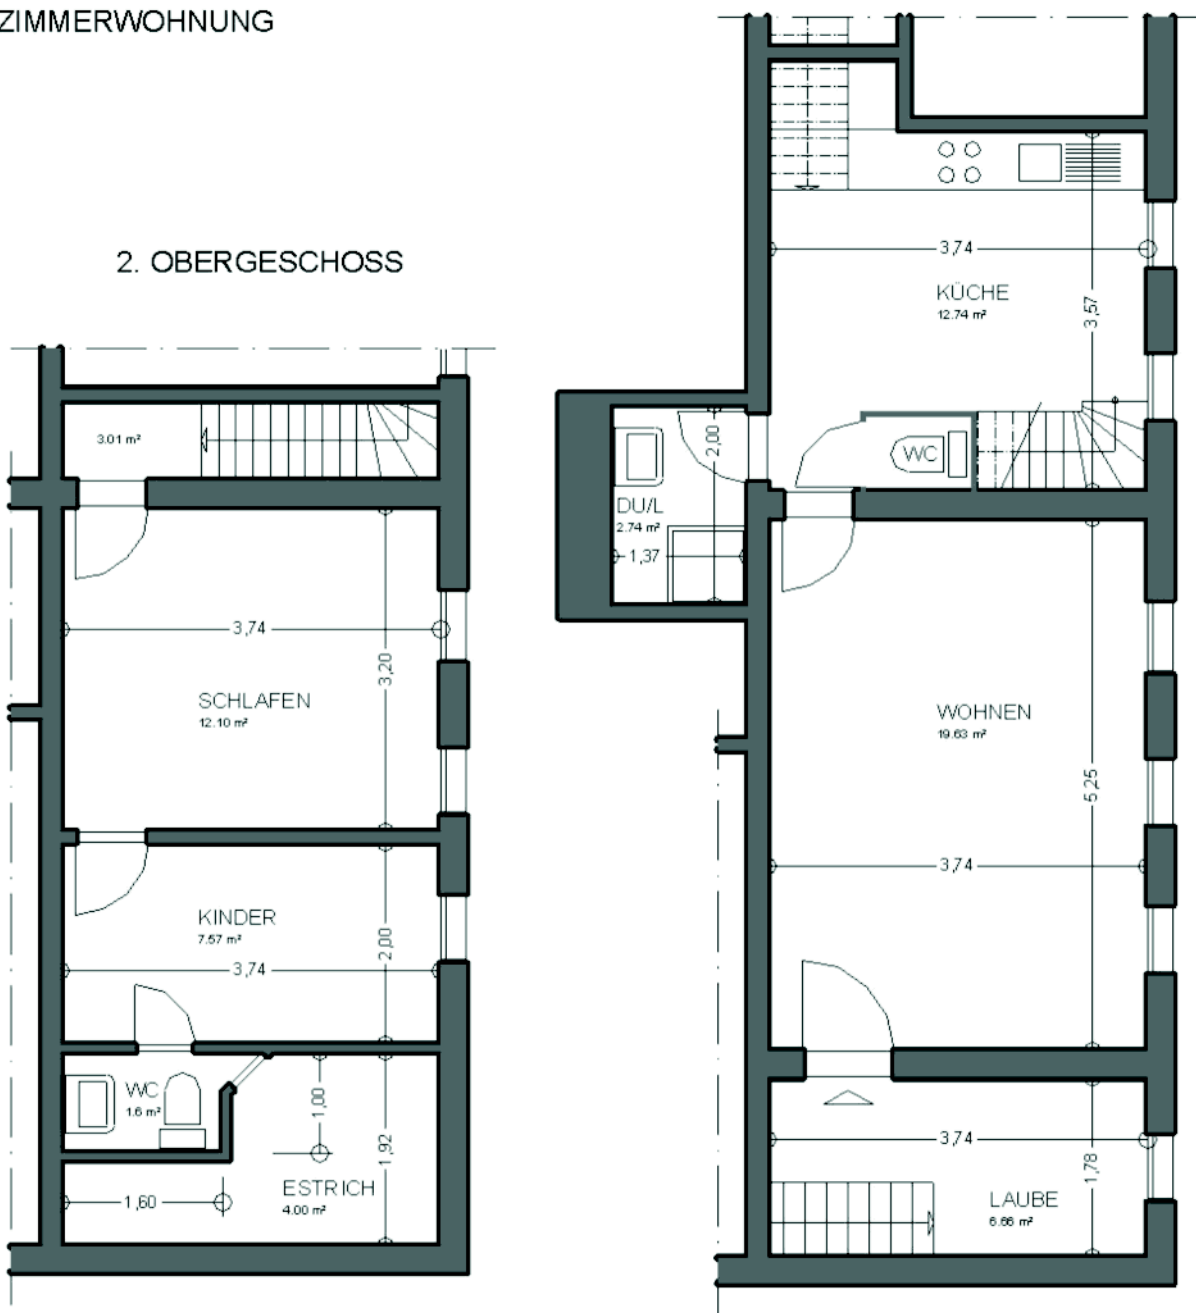 ZIMMERWOHNUNG
2. OBERGESCHOSS
3.01 m²
3,74
3,20
SCHLAFEN
12.10 m²
KINDER
7.57 m²
3,74
2,00
WC
1.6 m²
1,00
1,92
1,60
ESTRICH
4.00 m²
3,74
KÜCHE
12.74 m²
3,57
2,00
WC
DU/L
2.74 m²
1,37
WOHNEN
19.63 m²
5,25
3,74
3,74
1,78
LAUBE
6.66 m²